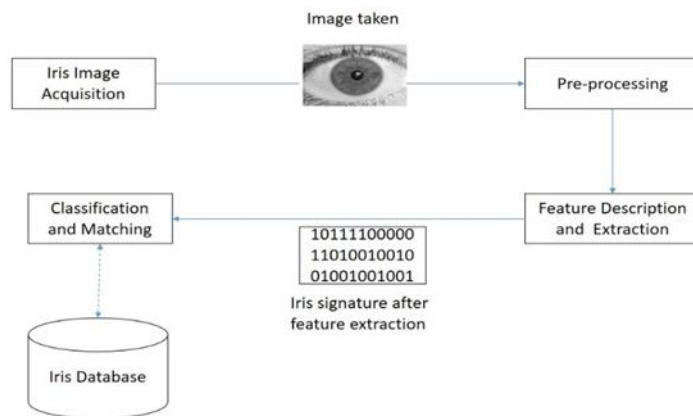 Image taken
Iris Image
Acquisition
Pre-processing
Classification
and Matching
Feature Description
and Extraction
10111100000
11010010010
01001001001
Iris signature after
feature extraction
Iris Database